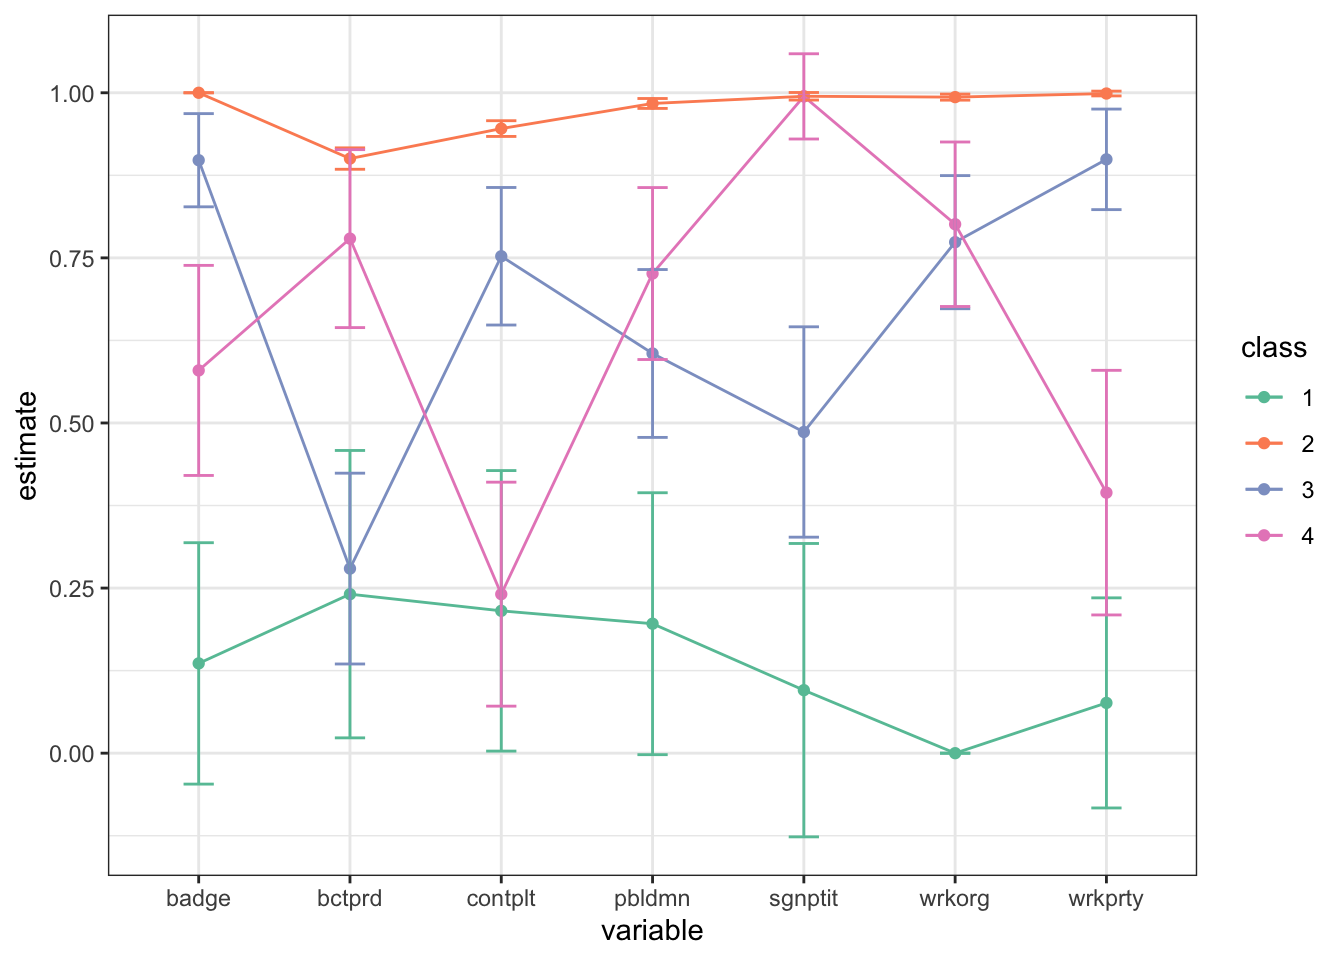 1.00
0.75
0.50
0.25
0.00
estimate
badge bctprd contplt pbldmn sgnptit wrkorg wrkprty
variable
class
1
2
3
4